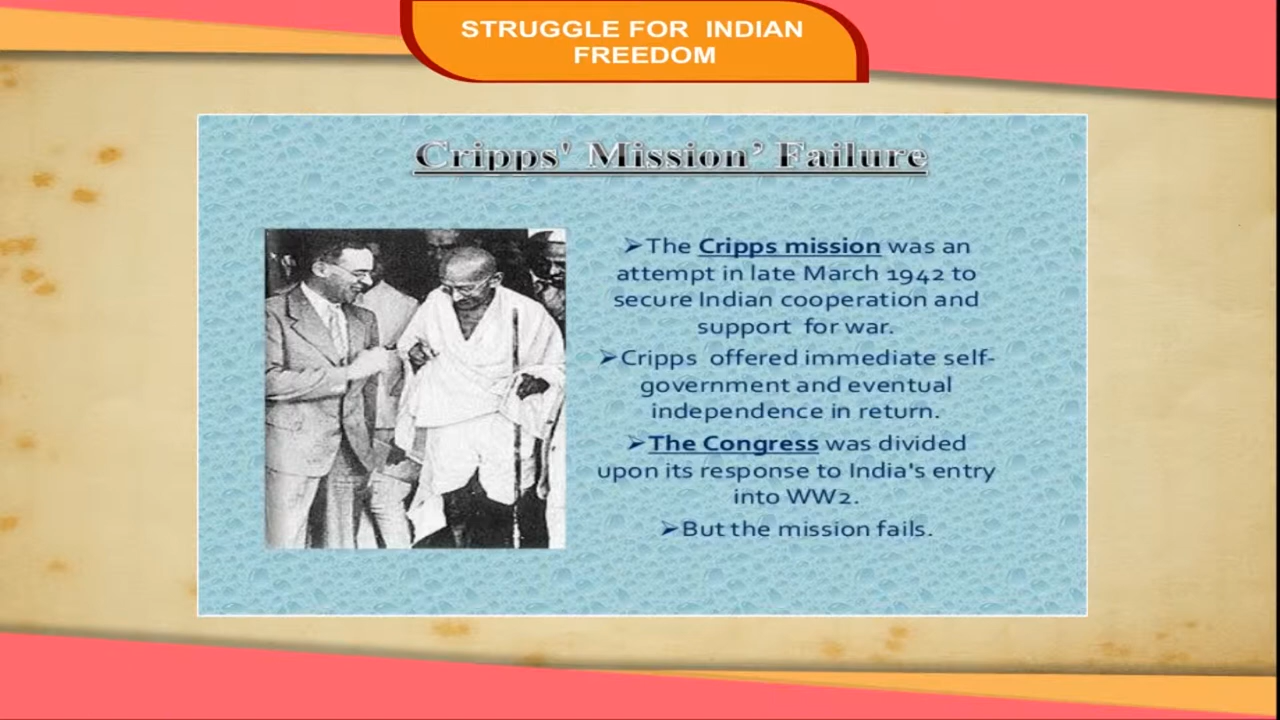 STRUGGLE FOR INDIAN
FREEDOM
Cripps' Mission’ Failure
➢The Cripps mission was an
attempt in late March 1942 to
secure Indian cooperation and
support for war.
➢Cripps offered immediate self-
government and eventual
independence in return.
➢The Congress was divided
upon its response to India's entry
into WW2.
➢But the mission fails.